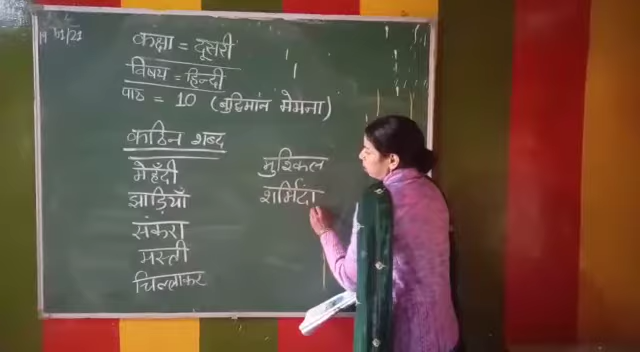 कक्षा = दूसरी
विषय = हिन्दी
पाठ = 10 (बुद्धिमान मेमना)
कठिन शब्द
मेहँदी
झाड़ियाँ
संकरा
मस्ती
चिल्लाकर
मुश्किल
शर्मिंदा